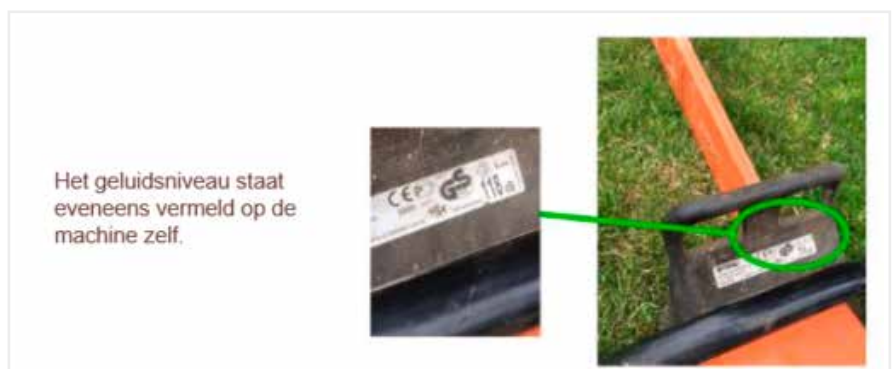 Het geluidsniveau staat
eveneens vermeld op de
machine zelf.
CE
GS
116 dB